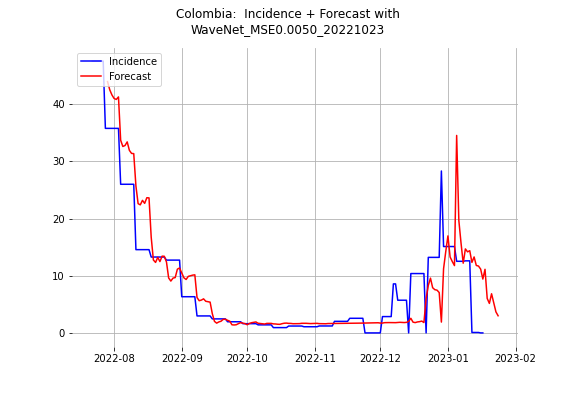 Colombia:  Incidence + Forecast with
WaveNet_MSE0.0050_20221023
Incidence
Forecast
40
30
20
10
0
2022-08 2022-09 2022-10 2022-11 2022-12 2023-01 2023-02